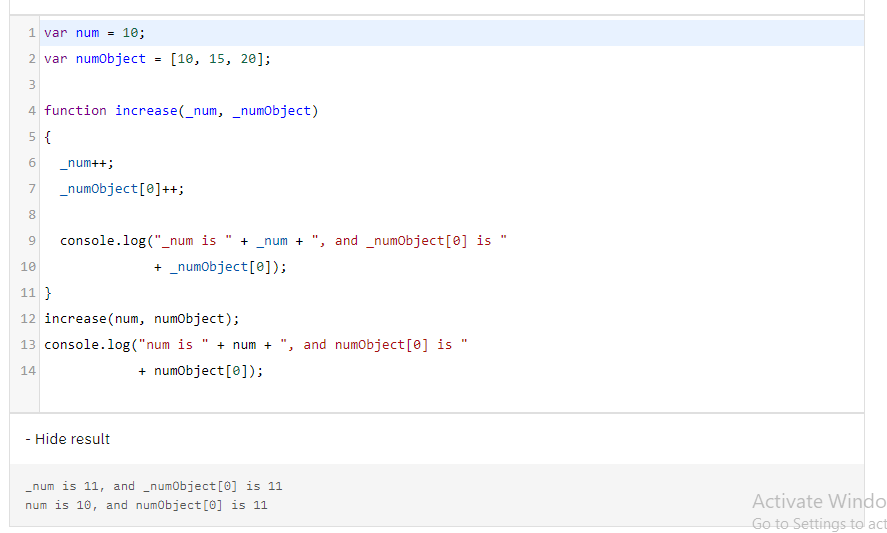 1 var num = 10;
2 var numObject = [10, 15, 20];
3
4 function increase(_num, _numObject)
5 {
6   _num++;
7   _numObject[0]++;
8
9   console.log("_num is " + _num + ", and _numObject[0] is "
10               + _numObject[0]);
11 }
12 increase(num, numObject);
13 console.log("num is " + num + ", and numObject[0] is "
14             + numObject[0]);
- Hide result
_num is 11, and _numObject[0] is 11
num is 10, and numObject[0] is 11
Activate Windo
Go to Settings to act